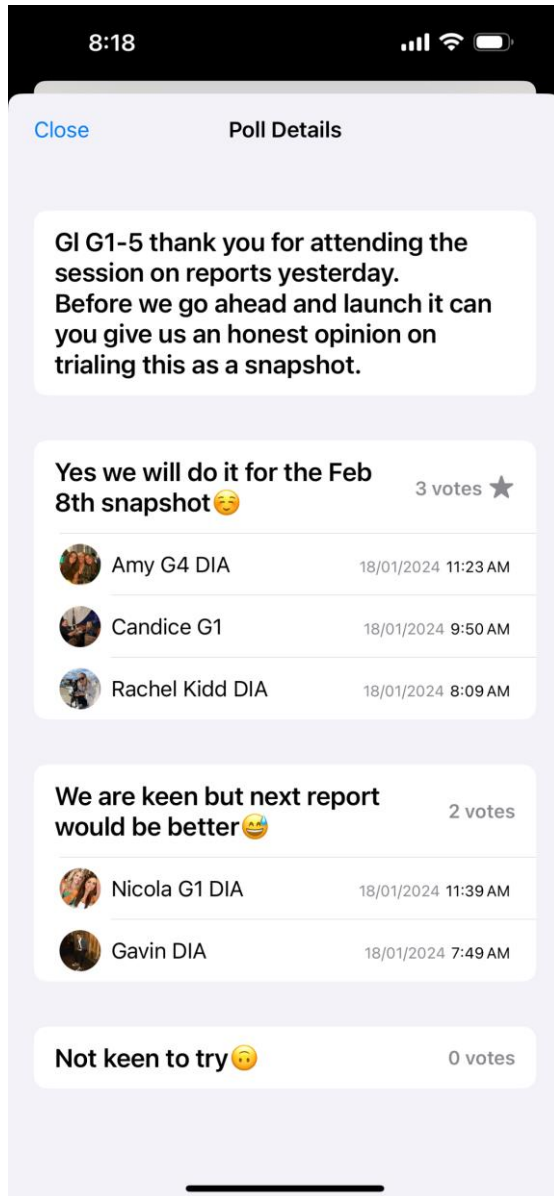 8:18
Close
Poll Details
Gl G1-5 thank you for attending the
session on reports yesterday.
Before we go ahead and launch it can
you give us an honest opinion on
trialing this as a snapshot.
Yes we will do it for the Feb
8th snapshot☺️
3 votes ★
Amy G4 DIA 18/01/2024 11:23 AM
Candice G1 18/01/2024 9:50 AM
Rachel Kidd DIA 18/01/2024 8:09 AM
We are keen but next report
would be better😅
2 votes
Nicola G1 DIA 18/01/2024 11:39 AM
Gavin DIA 18/01/2024 7:49 AM
Not keen to try🙃 0 votes